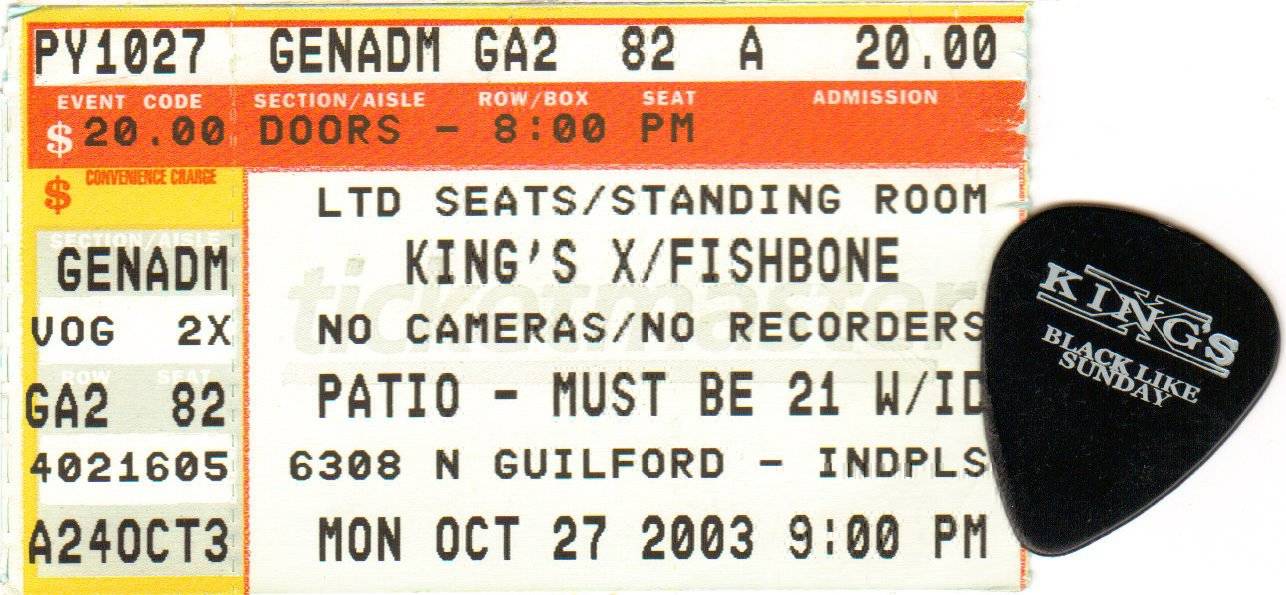 PY1027 GENADM GA2 82 A 20.00
EVENT CODE SECTION/AISLE ROW/BOX SEAT ADMISSION
$ 20.00 DOORS - 8:00 PM
$ CONVENIENCE CHARGE
SECTION/AISLE
GENADM
VOG 2X
ROW SEAT
GA2 82
4021605
A24OCT3
LTD SEATS/STANDING ROOM
KING'S X/FISHBONE
ticketmaster
NO CAMERAS/NO RECORDERS
PATIO - MUST BE 21 W/ID
6308 N GUILFORD - INDPLS
MON OCT 27 2003 9:00 PM
KING'S X
BLACK LIKE
SUNDAY